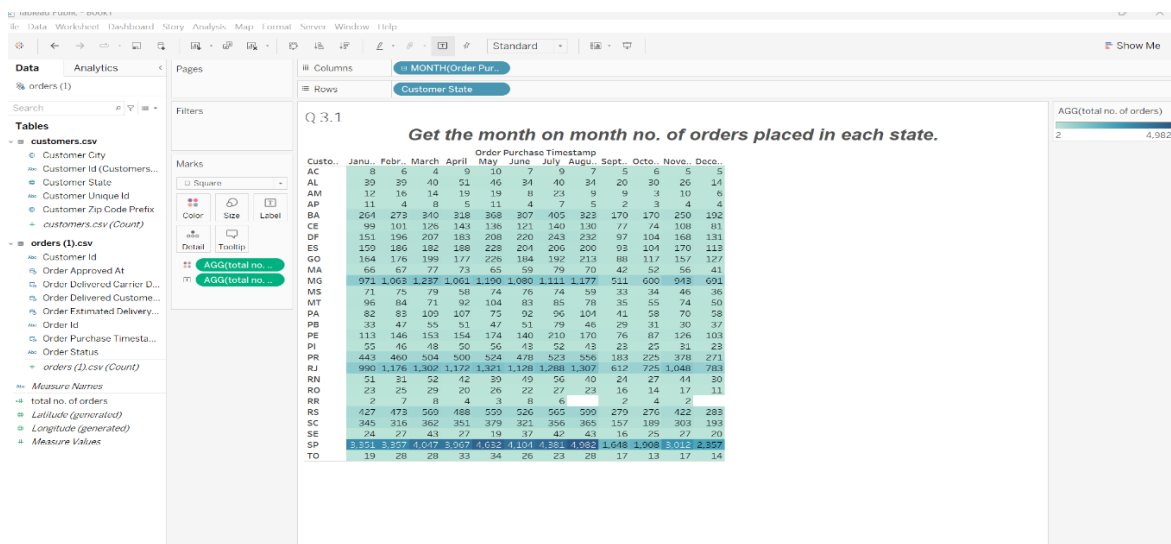 Tableau Public - Book1
File Data Worksheet Dashboard Story Analysis Map Format Server Window Help
Standard
Show Me
Data Analytics
orders (1)
Search
Tables
customers.csv
Customer City
Abc Customer Id (Customers...
Customer State
Abc Customer Unique Id
Customer Zip Code Prefix
customers.csv (Count)
orders (1).csv
Abc Customer Id
Order Approved At
Order Delivered Carrier D...
Order Delivered Custome...
Order Estimated Delivery...
Abc Order Id
Order Purchase Timesta...
Abc Order Status
orders (1).csv (Count)
Abc Measure Names
total no. of orders
Latitude (generated)
Longitude (generated)
# Measure Values
Pages
Filters
Marks
Square
Color Size Label
Detail Tooltip
AGG(total no. ..
AGG(total no. ..
Columns MONTH(Order Pur..
Rows Customer State
Q 3.1
Get the month on month no. of orders placed in each state.
Order Purchase Timestamp
Custo.. Janu.. Febr.. March April May June July Augu.. Sept.. Octo.. Nove.. Dece..
AC 8 6 4 9 10 7 9 7 5 6 5 5
AL 39 39 40 51 46 34 40 34 20 30 26 14
AM 12 16 14 19 19 8 23 9 9 3 10 6
AP 11 4 8 5 11 4 7 5 2 3 4 4
BA 264 273 340 318 368 307 405 323 170 170 250 192
CE 99 101 126 143 136 121 140 130 77 74 108 81
DF 151 196 207 183 208 220 243 232 97 104 168 131
ES 159 186 182 188 228 204 206 200 93 104 170 113
GO 164 176 199 177 226 184 192 213 88 117 157 127
MA 66 67 77 73 65 59 79 70 42 52 56 41
MG 971 1,063 1,237 1,061 1,190 1,080 1,111 1,177 511 600 943 691
MS 71 75 79 58 74 76 74 59 33 34 46 36
MT 96 84 71 92 104 83 85 78 35 55 74 50
PA 82 83 109 107 75 92 96 104 41 58 70 58
PB 33 47 55 51 47 51 79 46 29 31 30 37
PE 113 146 153 154 174 140 210 170 76 87 126 103
PI 55 46 48 50 56 43 52 43 23 25 31 23
PR 443 460 504 500 524 478 523 556 183 225 378 271
RJ 990 1,176 1,302 1,172 1,321 1,128 1,288 1,307 612 725 1,048 783
RN 51 31 52 42 39 49 56 40 24 27 44 30
RO 23 25 29 20 26 22 27 23 16 14 17 11
RR 2 7 8 4 3 8 6 2 4 2
RS 427 473 569 488 559 526 565 599 279 276 422 283
SC 345 316 362 351 379 321 356 365 157 189 303 193
SE 24 27 43 27 19 37 42 43 16 25 27 20
SP 3,351 3,357 4,047 3,967 4,632 4,104 4,381 4,982 1,648 1,908 3,012 2,357
TO 19 28 28 33 34 26 23 28 17 13 17 14
AGG(total no. of orders)
2 4,982